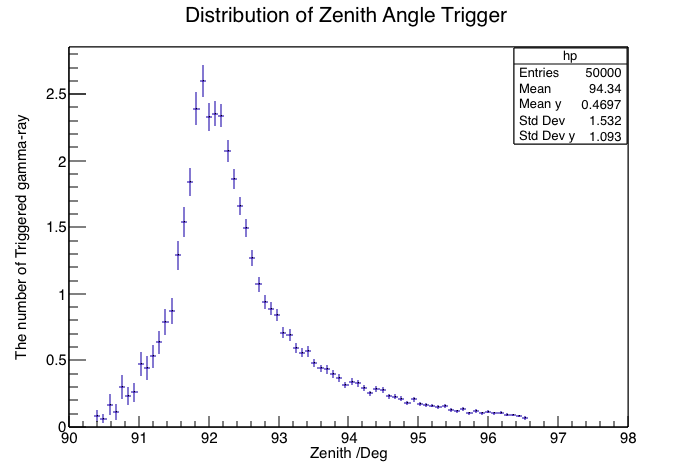 Distribution of Zenith Angle Trigger
hp
Entries 50000
Mean 94.34
Mean y 0.4697
Std Dev 1.532
Std Dev y 1.093
The number of Triggered gamma-ray
2.5
2
1.5
1
0.5
0
90 91 92 93 94 95 96 97 98
Zenith /Deg